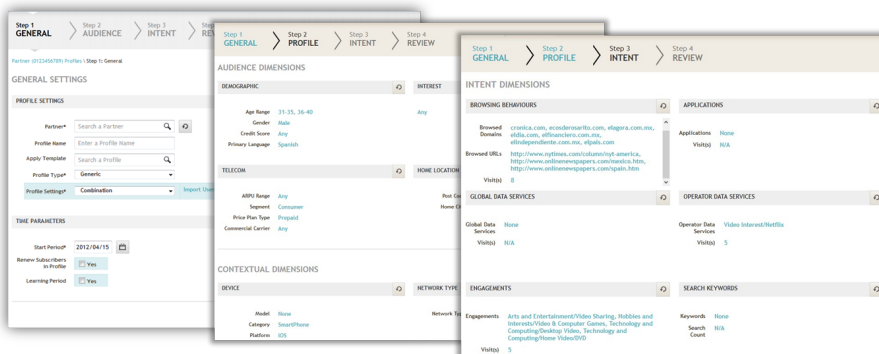 Step 1
GENERAL
Step 2
AUDIENCE
Step 3
INTENT
Step
RE
Partner (0123456789) Profiles \ Step 1: General
GENERAL SETTINGS
PROFILE SETTINGS
Partner* Search a Partner
Profile Name Enter a Profile Name
Apply Template Search a Profile
Profile Type* Generic
Profile Settings* Combination Import User
TIME PARAMETERS
Start Period* 2012/04/15
Renew Subscribers
in Profile Yes
Learning Period Yes
Step 1
GENERAL
Step 2
PROFILE
Step 3
INTENT
Step 4
REVIEW
AUDIENCE DIMENSIONS
DEMOGRAPHIC
Age Range 31-35, 36-40
Gender Male
Credit Score Any
Primary Language Spanish
INTEREST
Any
TELECOM
ARPU Range Any
Segment Consumer
Price Plan Type Prepaid
Commercial Carrier Any
HOME LOCATION
Post Co
Home Ci
CONTEXTUAL DIMENSIONS
DEVICE
Model None
Category SmartPhone
Platform iOS
NETWORK TYPE
Network Typ
Step 1
GENERAL
Step 2
PROFILE
Step 3
INTENT
Step 4
REVIEW
INTENT DIMENSIONS
BROWSING BEHAVIOURS
Browsed
Domains
cronica.com, ecosderosarito.com, elagora.com.mx,
eldia.com, elfinanciero.com.mx,
elindependiente.com.mx, elpais.com
Browsed URLs http://www.nytimes.com/column/nyt-america,
http://www.onlinenewspapers.com/mexico.htm,
http://www.onlinenewspapers.com/spain.htm
Visit(s) 8
APPLICATIONS
Applications None
Visit(s) N/A
GLOBAL DATA SERVICES
Global Data
Services
None
Visit(s) N/A
OPERATOR DATA SERVICES
Operator Data
Services
Video Interest/Netflix
Visit(s) 5
ENGAGEMENTS
Engagements Arts and Entertainment/Video Sharing, Hobbies and
Interests/Video & Computer Games, Technology and
Computing/Desktop Video, Technology and
Computing/Home Video/DVD
Visit(s) 5
SEARCH KEYWORDS
Keywords None
Search
Count
N/A